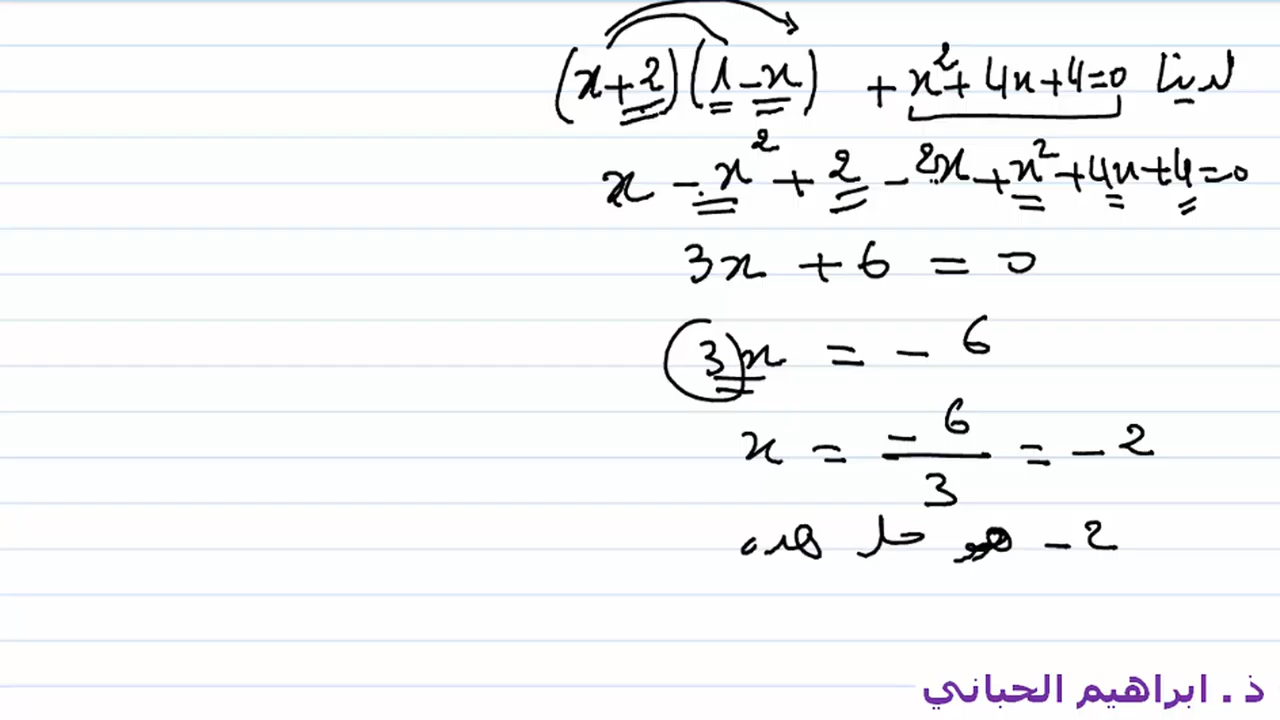 لدينا (x+2)(1-x) + x²+4x+4=0
x - x² + 2 - 2x + x² + 4x + 4 = 0
3x + 6 = 0
3x = - 6
x = -6/3 = -2
-2 هو حل هده
ذ . ابراهيم الحباني